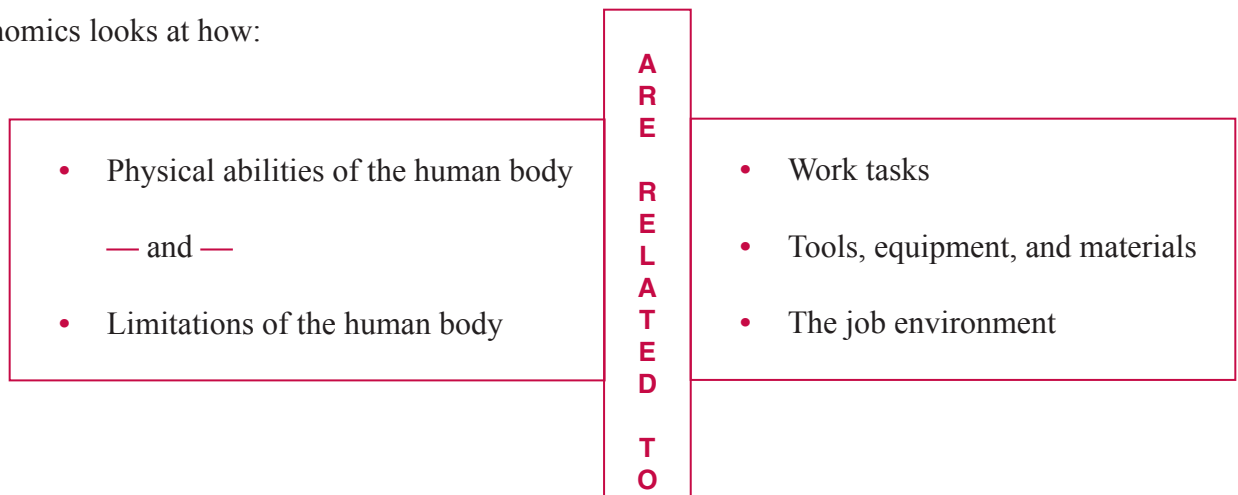 nomics looks at how:
• Physical abilities of the human body
— and —
• Limitations of the human body
ARE RELATED TO
• Work tasks
• Tools, equipment, and materials
• The job environment